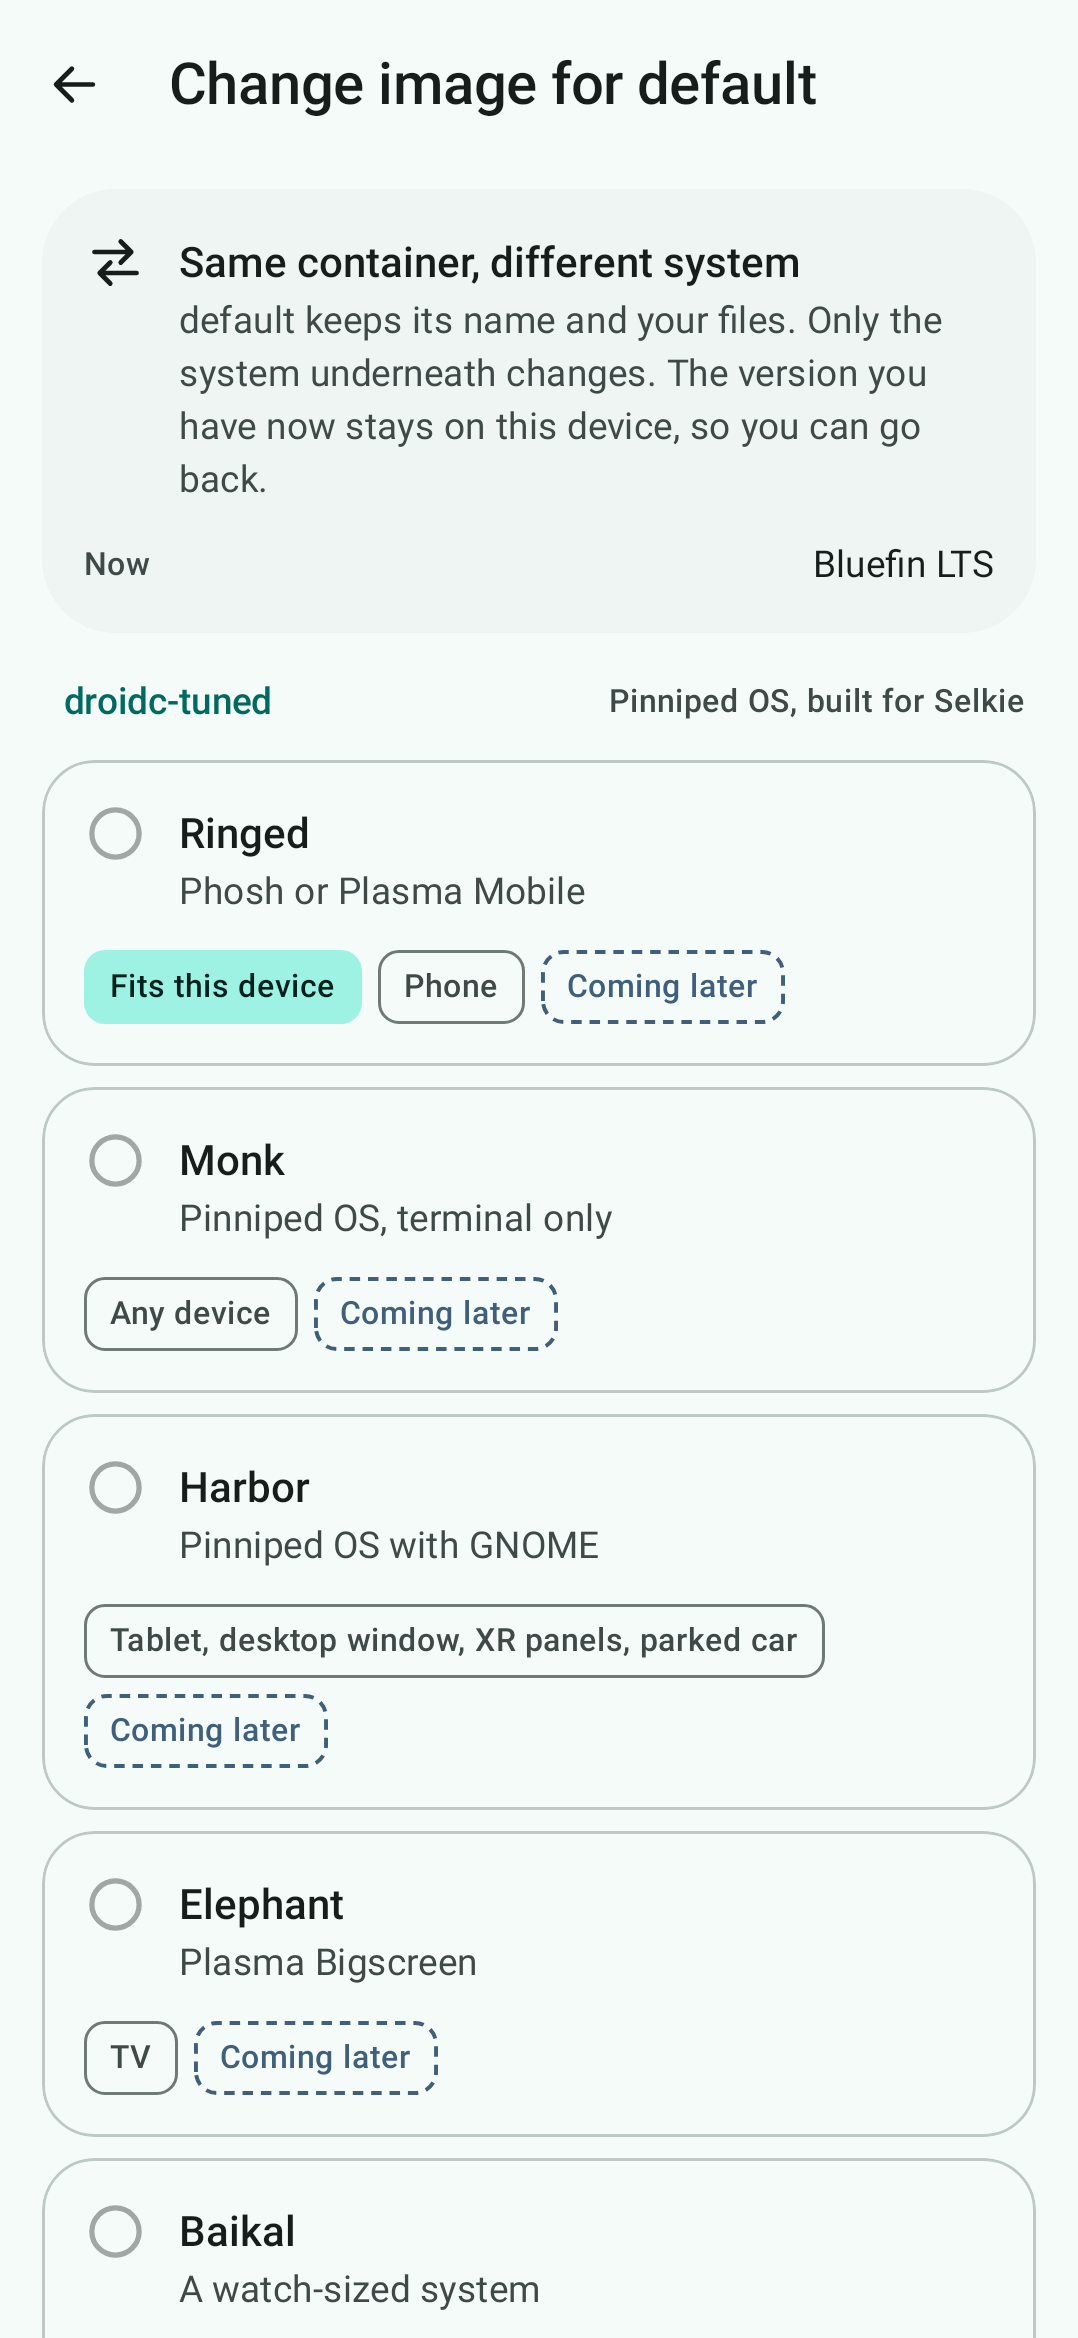 Change image for default
Same container, different system
default keeps its name and your files. Only the
system underneath changes. The version you
have now stays on this device, so you can go
back.
Now Bluefin LTS
droidc-tuned Pinniped OS, built for Selkie
Ringed
Phosh or Plasma Mobile
Fits this device Phone Coming later
Monk
Pinniped OS, terminal only
Any device Coming later
Harbor
Pinniped OS with GNOME
Tablet, desktop window, XR panels, parked car
Coming later
Elephant
Plasma Bigscreen
TV Coming later
Baikal
A watch-sized system